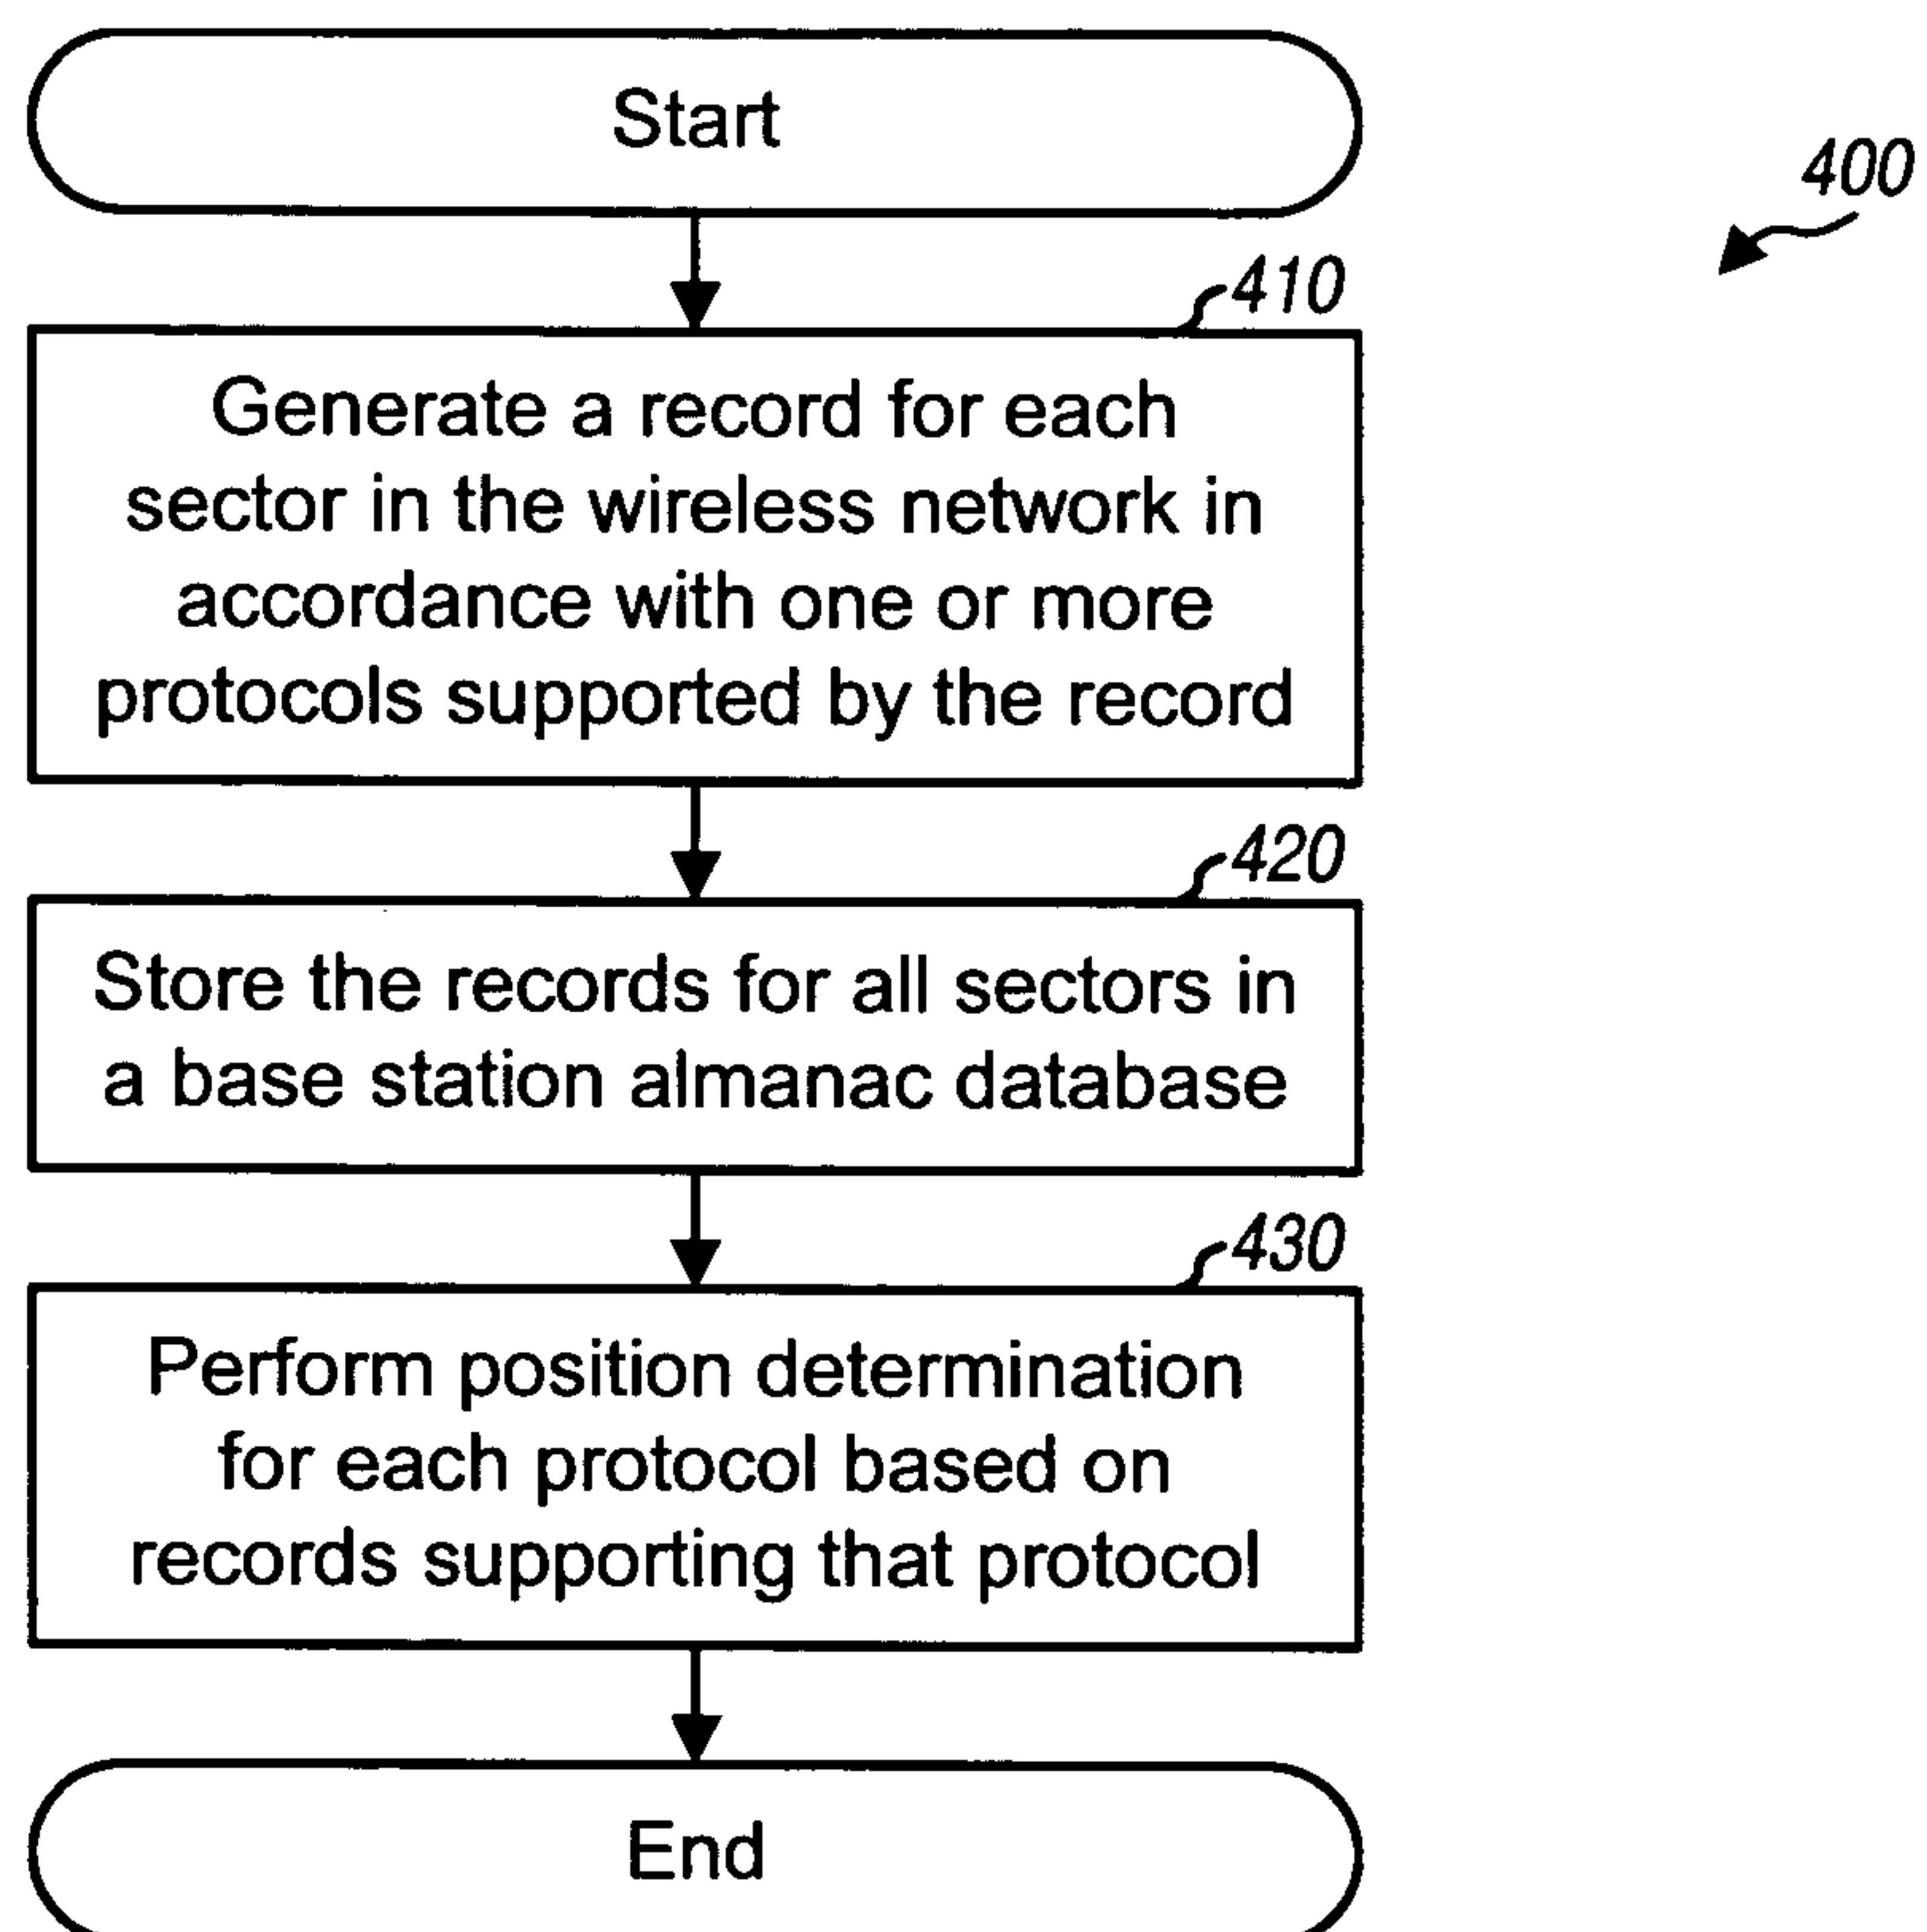 Start
400
410
Generate a record for each
sector in the wireless network in
accordance with one or more
protocols supported by the record
420
Store the records for all sectors in
a base station almanac database
430
Perform position determination
for each protocol based on
records supporting that protocol
End